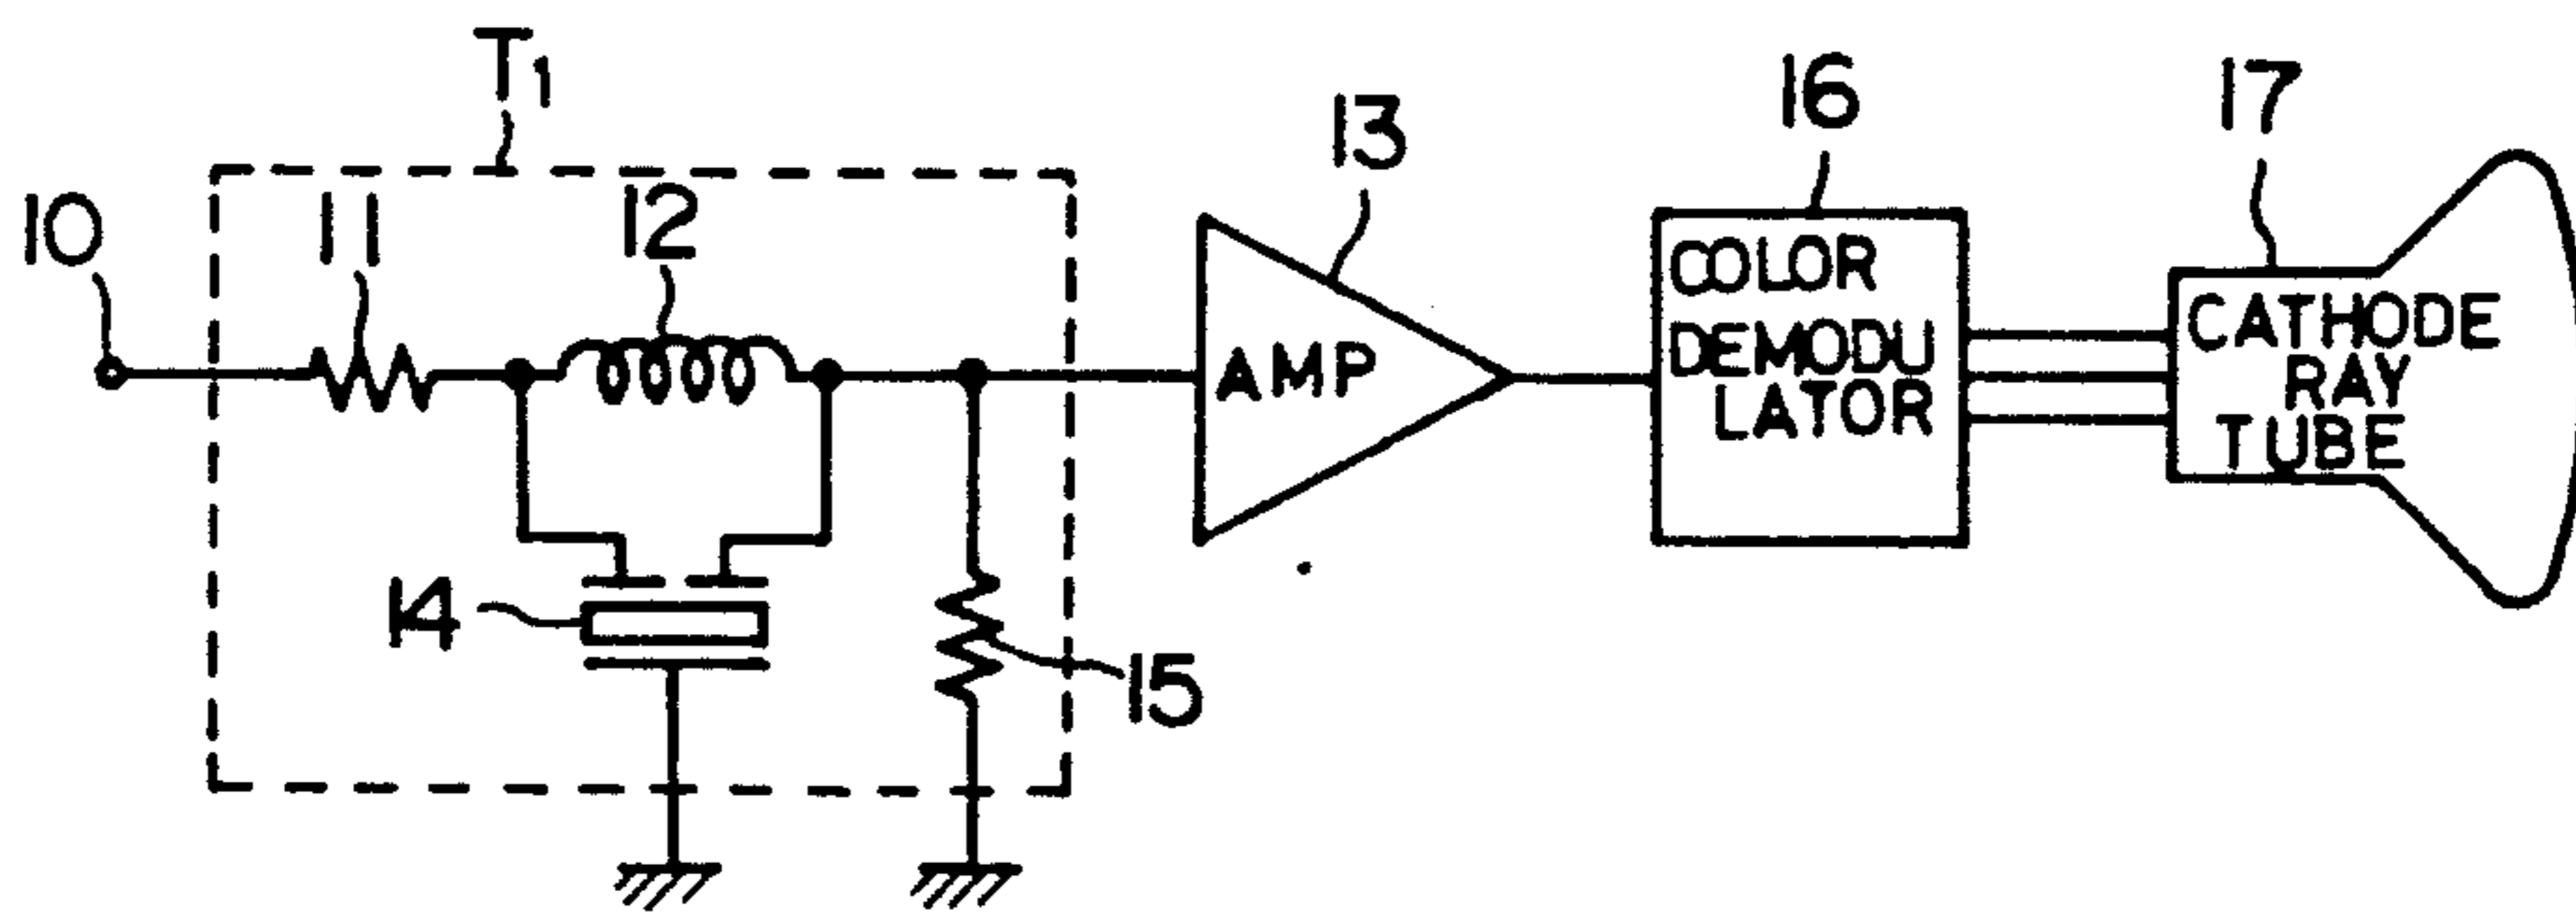 T1
10
11
12
13
16
17
AMP
COLOR
DEMODU
LATOR
CATHODE
RAY
TUBE
14
15